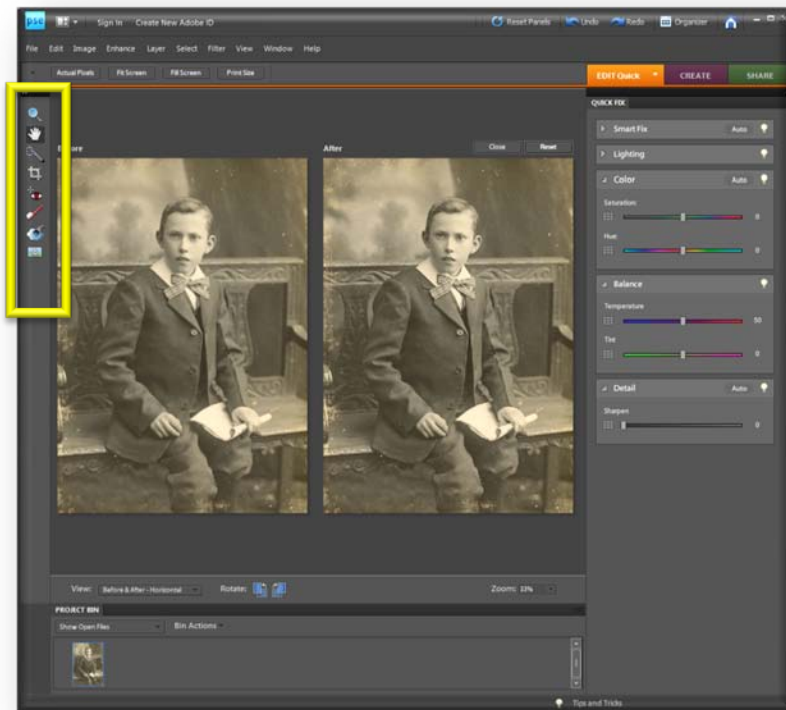 pse Sign In Create New Adobe ID Reset Panels Undo Redo Organizer
File Edit Image Enhance Layer Select Filter View Window Help
Actual Pixels Fit Screen Fill Screen Print Size
EDIT Quick CREATE SHARE
QUICK FIX
Before After Close Reset
Smart Fix Auto
Lighting
Color Auto
Saturation: 0
Hue: 0
Balance
Temperature 50
Tint 0
Detail Auto
Sharpen 0
View: Before & After - Horizontal Rotate: Zoom: 33%
PROJECT BIN
Show Open Files Bin Actions
Tips and Tricks